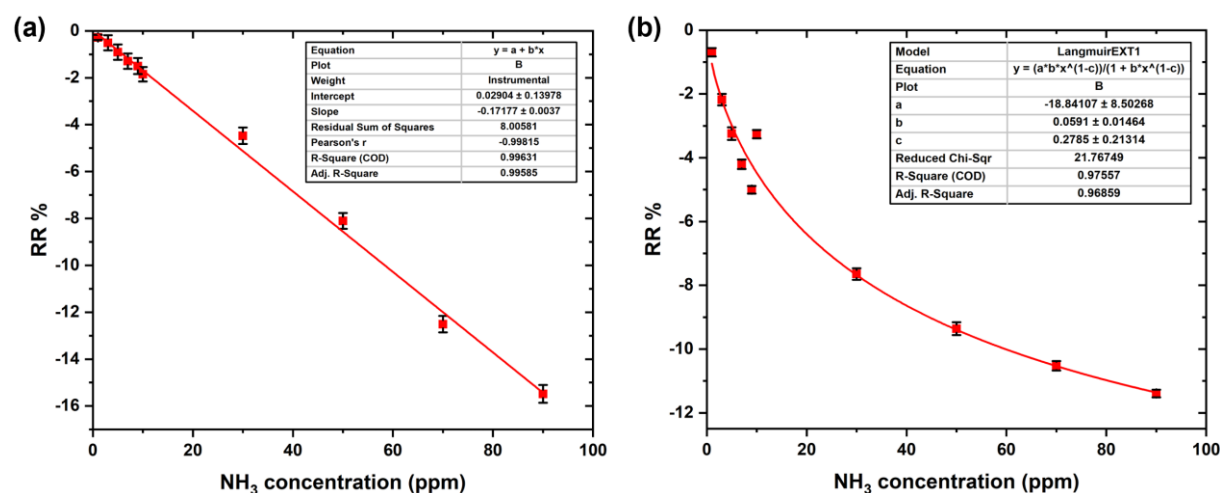 (a)
0
-2
-4
-6
-8
-10
-12
-14
-16
RR %
0 20 40 60 80 100
NH3 concentration (ppm)
Equation y = a + b*x
Plot B
Weight Instrumental
Intercept 0.02904 ± 0.13978
Slope -0.17177 ± 0.0037
Residual Sum of Squares 8.00581
Pearson's r -0.99815
R-Square (COD) 0.99631
Adj. R-Square 0.99585
(b)
0
-2
-4
-6
-8
-10
-12
RR %
0 20 40 60 80 100
NH3 concentration (ppm)
Model LangmuirEXT1
Equation y = (a*b*x^(1-c))/(1 + b*x^(1-c))
Plot B
a -18.84107 ± 8.50268
b 0.0591 ± 0.01464
c 0.2785 ± 0.21314
Reduced Chi-Sqr 21.76749
R-Square (COD) 0.97557
Adj. R-Square 0.96859